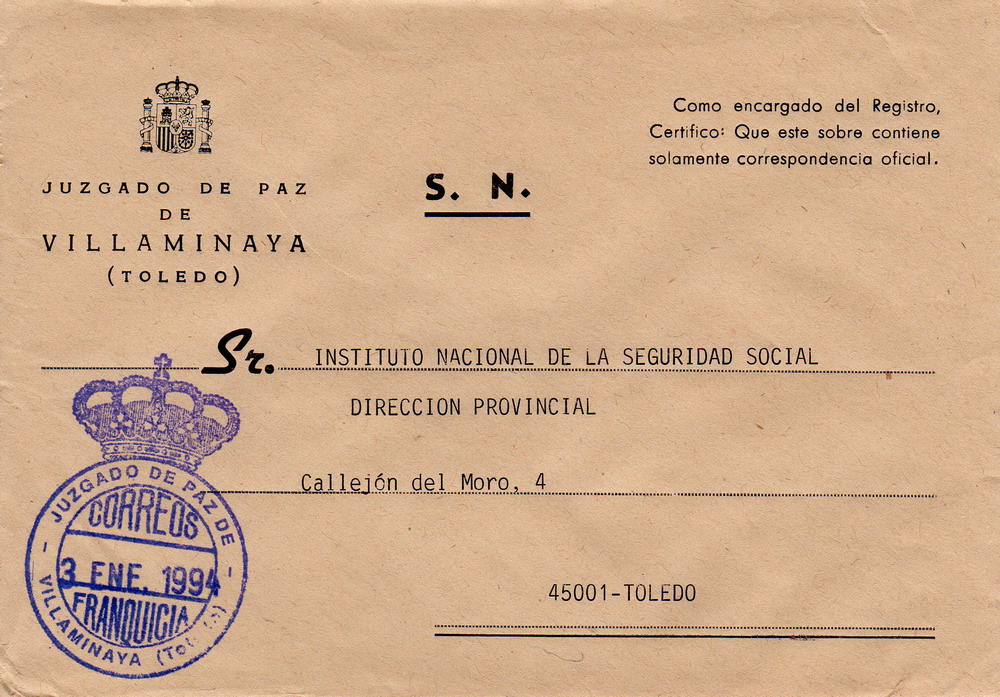 JUZGADO DE PAZ
DE
VILLAMINAYA
(TOLEDO)
S. N.
Como encargado del Registro,
Certifico: Que este sobre contiene
solamente correspondencia oficial.
Sr. INSTITUTO NACIONAL DE LA SEGURIDAD SOCIAL
DIRECCION PROVINCIAL
Callejón del Moro, 4
45001-TOLEDO
JUZGADO DE PAZ DE
CORREOS
3 ENE. 1994
FRANQUICIA
VILLAMINAYA